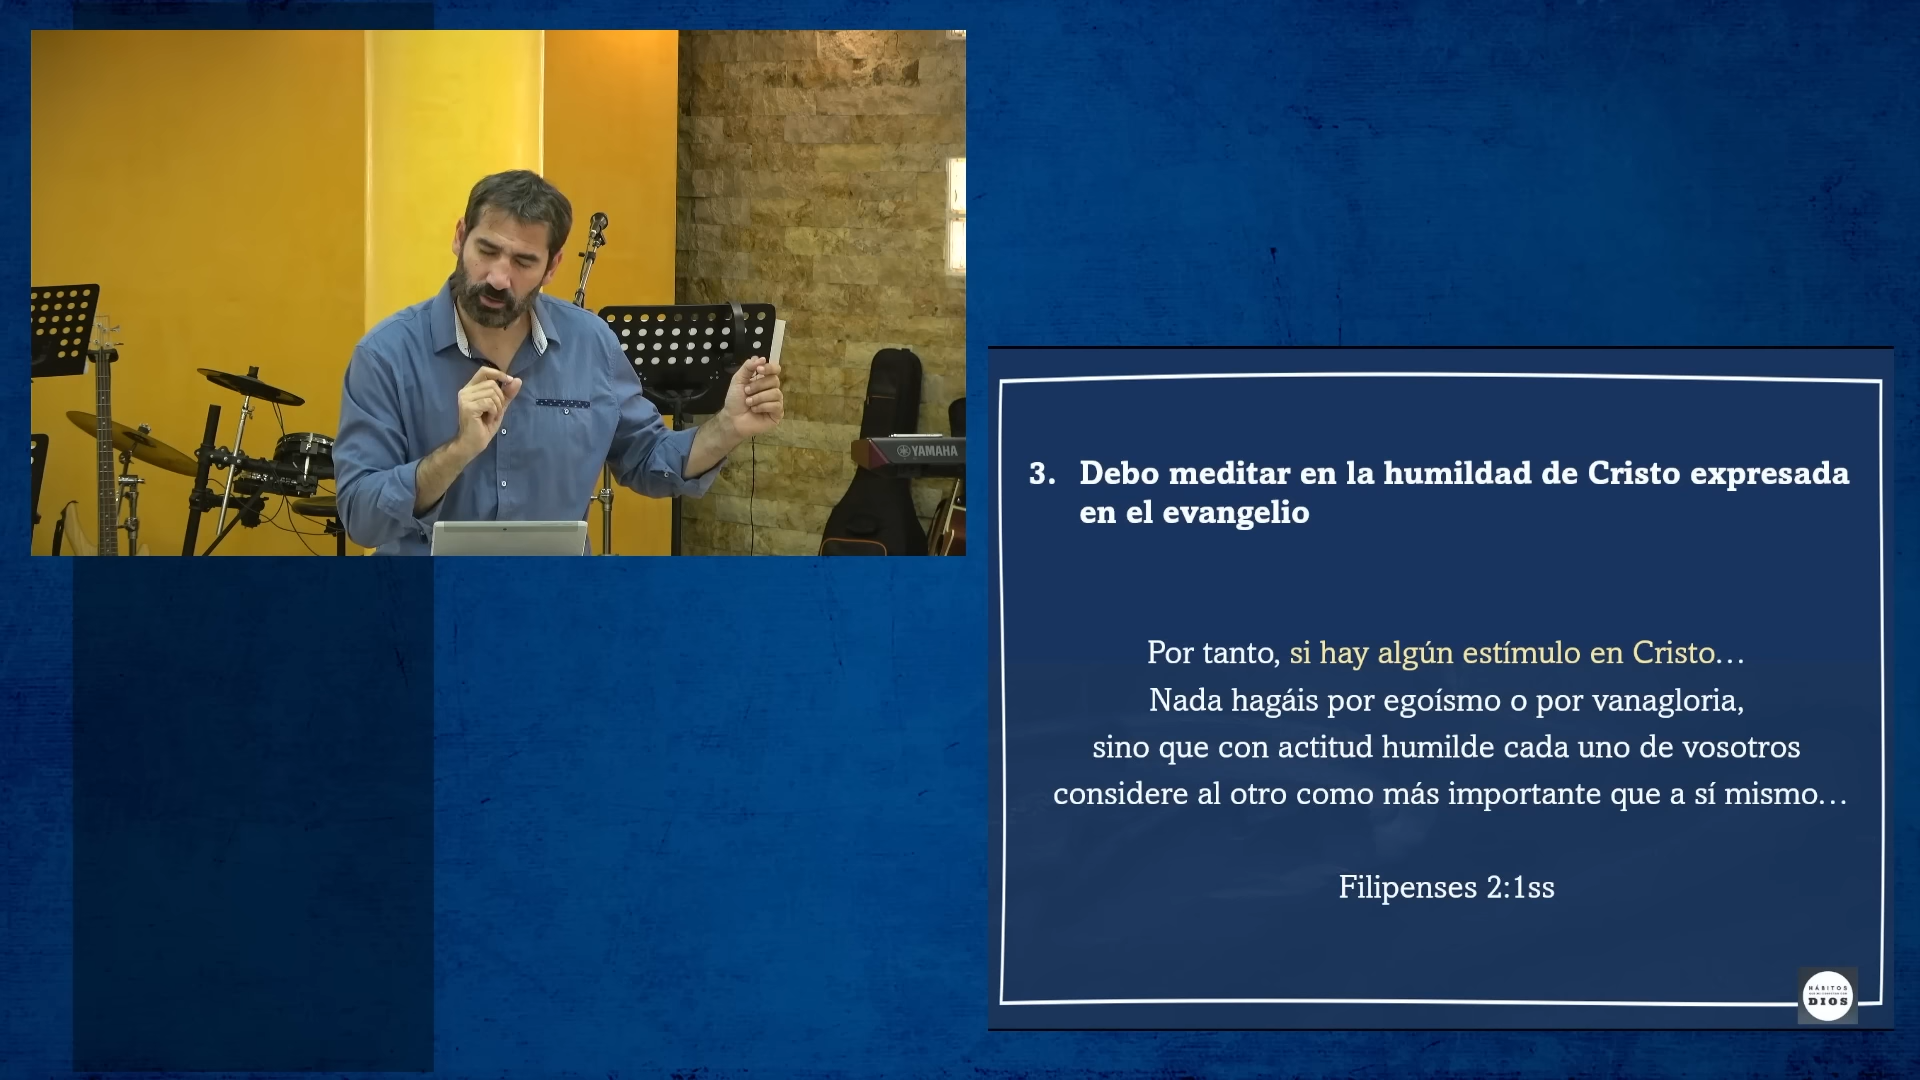 YAMAHA
3. Debo meditar en la humildad de Cristo expresada
en el evangelio
Por tanto, si hay algún estímulo en Cristo...
Nada hagáis por egoísmo o por vanagloria,
sino que con actitud humilde cada uno de vosotros
considere al otro como más importante que a sí mismo...
Filipenses 2:1ss
HÁBITOS
DIOS